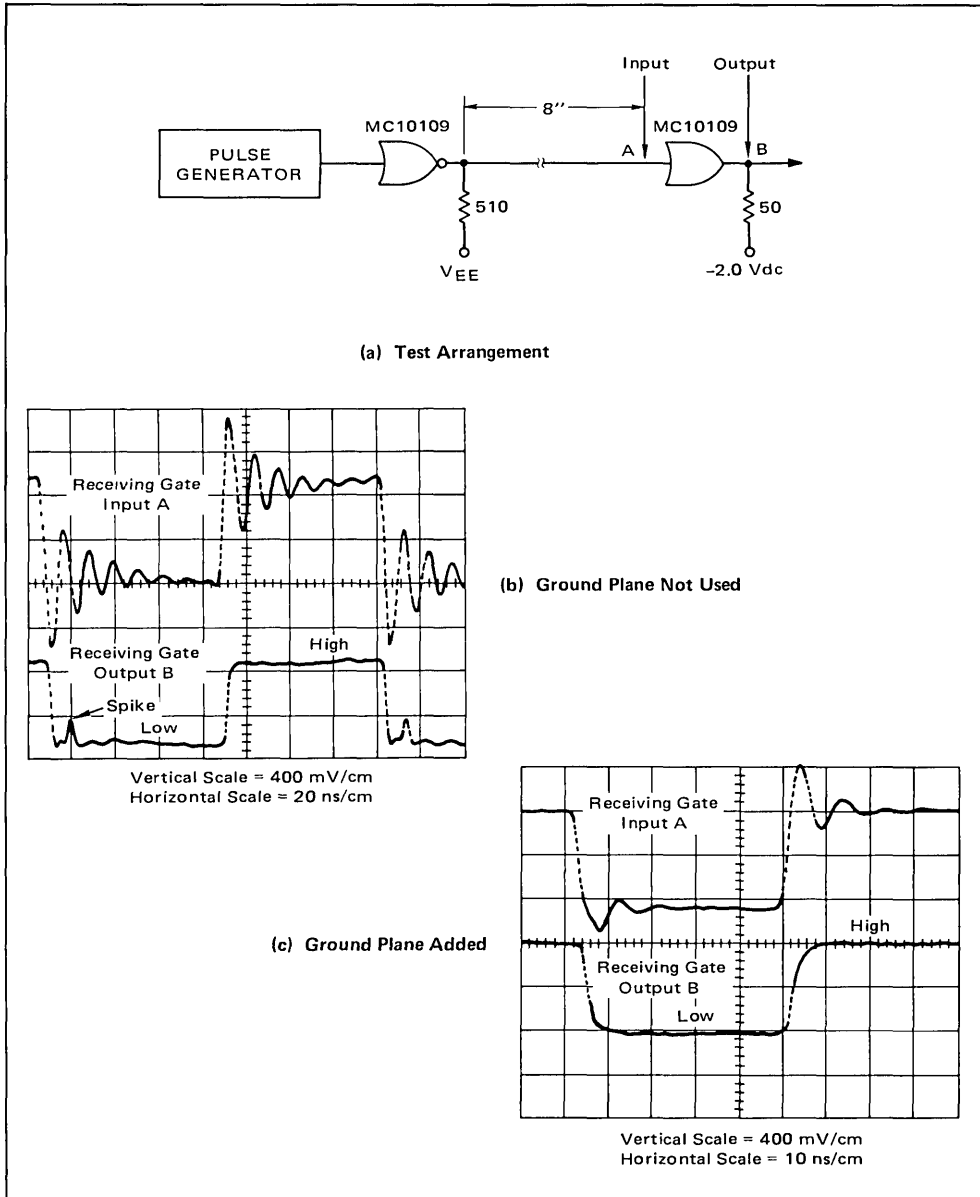 Input Output
8''
MC10109 MC10109
PULSE
GENERATOR
A B
510 50
VEE -2.0 Vdc
(a) Test Arrangement
Receiving Gate
Input A
(b) Ground Plane Not Used
Receiving Gate
Output B
High
Spike
Low
Vertical Scale = 400 mV/cm
Horizontal Scale = 20 ns/cm
Receiving Gate
Input A
(c) Ground Plane Added
High
Receiving Gate
Output B
Low
Vertical Scale = 400 mV/cm
Horizontal Scale = 10 ns/cm